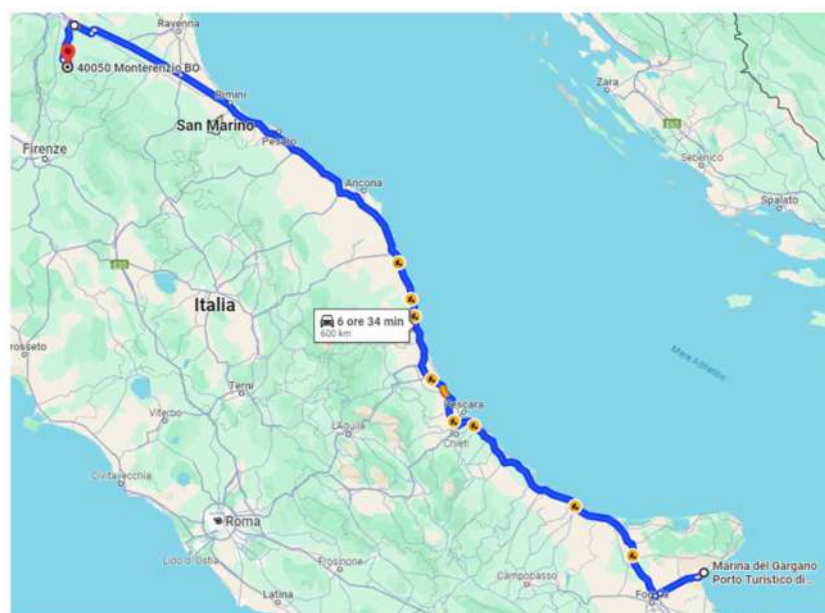 Ravenna
40050 Monterenzio BO
Rimini
San Marino
Pesaro
Firenze
Zara
E65
Sebenico
Ancona
Spalato
E35
Italia
6 ore 34 min
600 km
Mare Adriatico
Terni
Pescara
Viterbo
L'Aquila
Chieti
Civitavecchia
Roma
Lido di Ostia
Frosinone
Campobasso
Latina
Marina del Gargano
Porto Turistico di ...